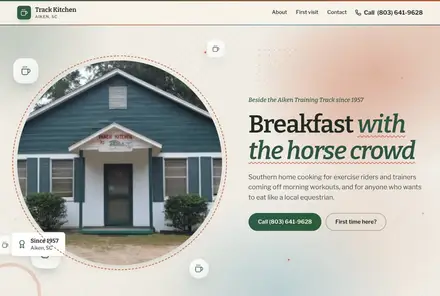 Track Kitchen
AIKEN, SC
About
First visit
Contact
Call (803) 641-9628
Beside the Aiken Training Track since 1957
Breakfast with
the horse crowd
Southern home cooking for exercise riders and trainers
coming off morning workouts, and for anyone who wants
to eat like a local equestrian.
Call (803) 641-9628
First time here?
TRACK KITCHEN
Since 1957
Aiken, SC